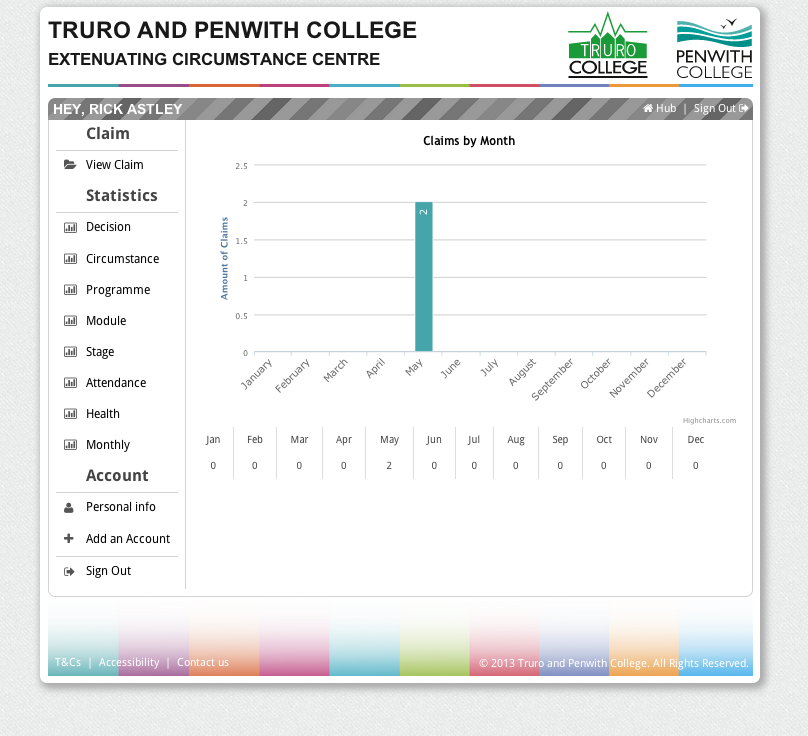 TRURO AND PENWITH COLLEGE
EXTENUATING CIRCUMSTANCE CENTRE
TRURO
COLLEGE
PENWITH
COLLEGE
HEY, RICK ASTLEY
Hub | Sign Out
Claim
View Claim
Statistics
Decision
Circumstance
Programme
Module
Stage
Attendance
Health
Monthly
Account
Personal info
Add an Account
Sign Out
Claims by Month
Amount of Claims
2.5
2
1.5
1
0.5
0
2
January February March April May June July August September October November December
Highcharts.com
Jan Feb Mar Apr May Jun Jul Aug Sep Oct Nov Dec
0 0 0 0 2 0 0 0 0 0 0 0
T&Cs | Accessibility | Contact us
© 2013 Truro and Penwith College. All Rights Reserved.